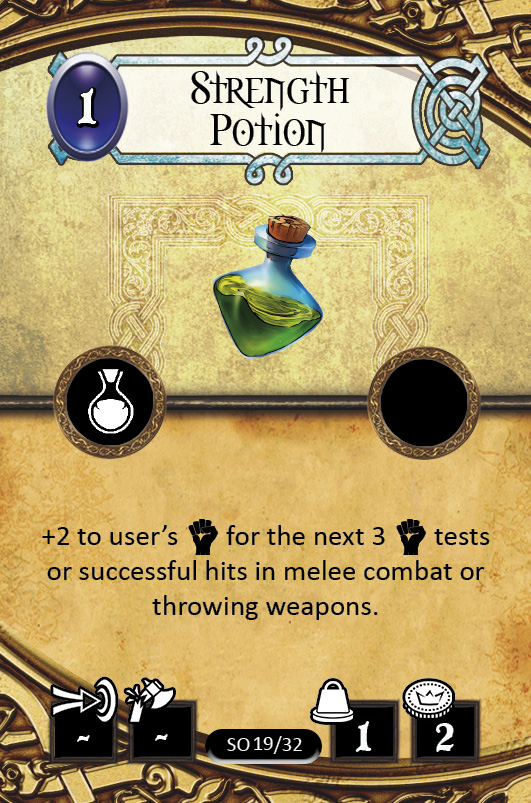 1
Strength
Potion
+2 to user's for the next 3 tests
or successful hits in melee combat or
throwing weapons.
~ ~ SO 19/32 1 2